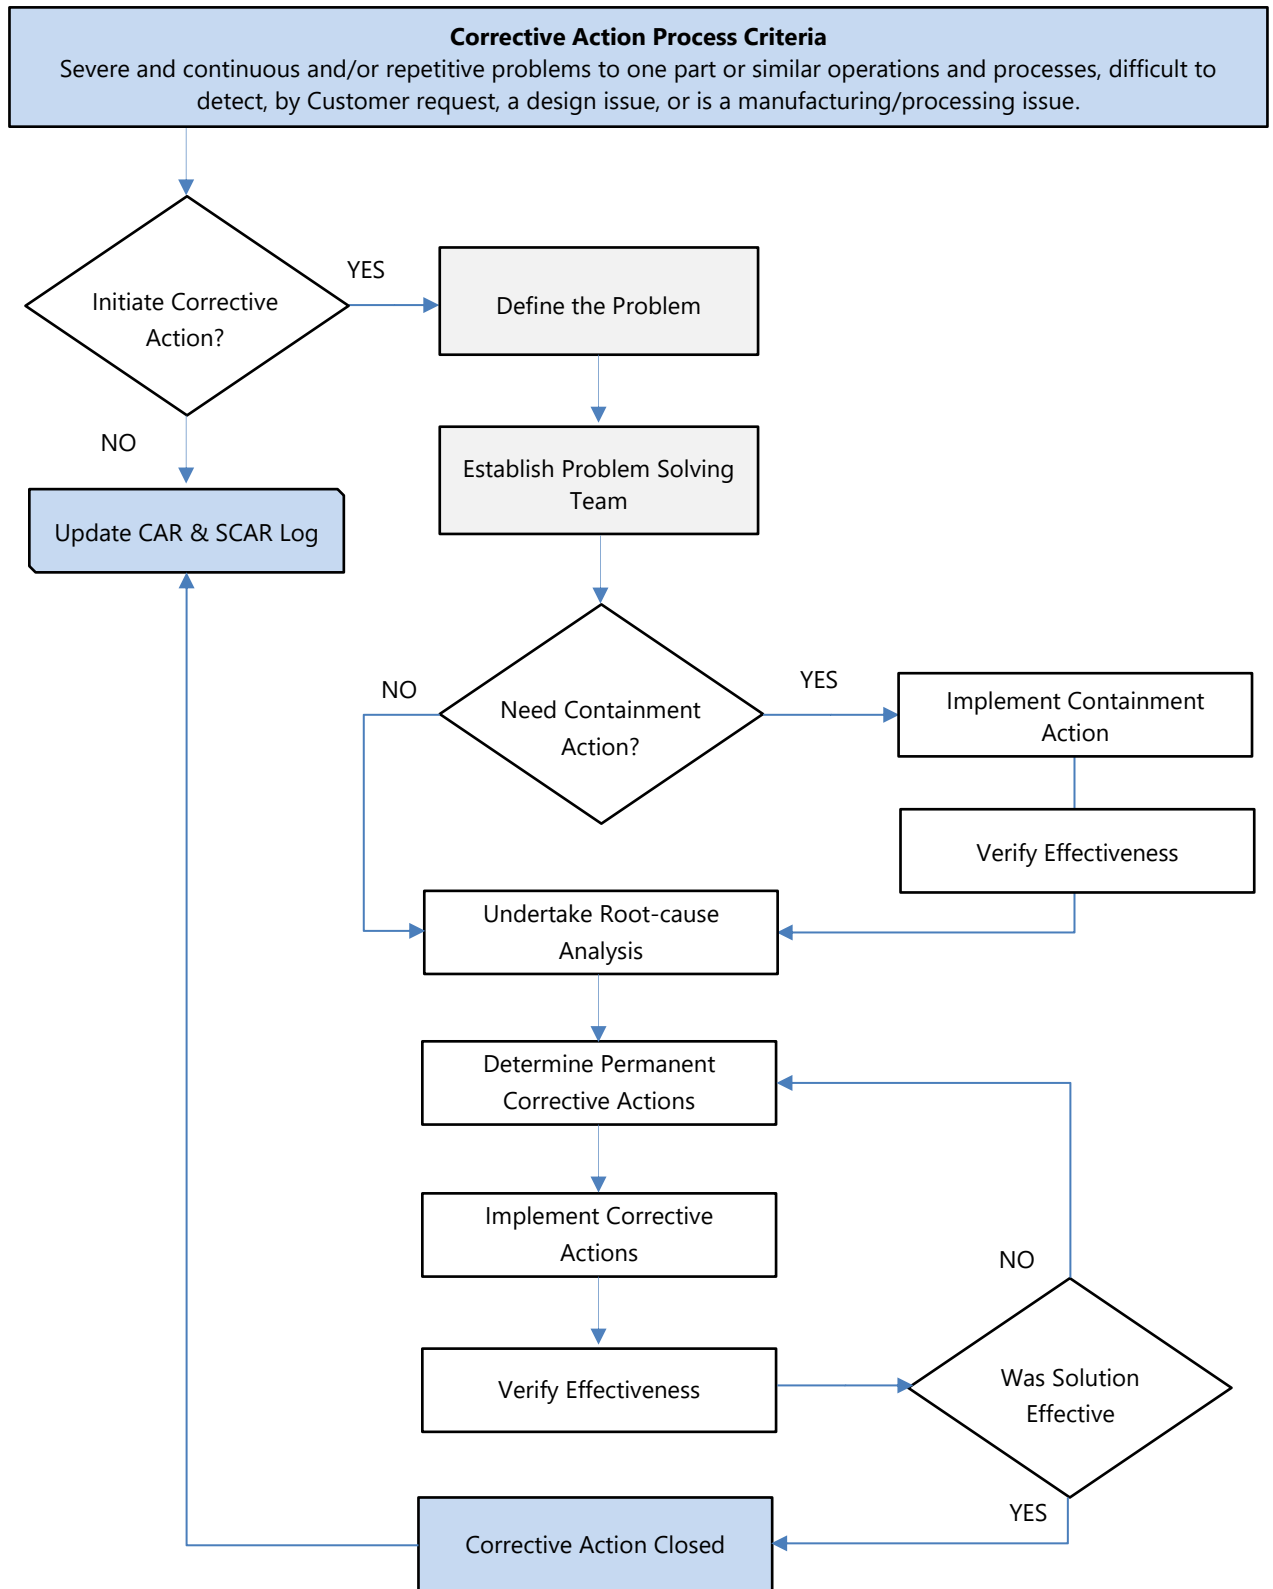 Corrective Action Process Criteria
Severe and continuous and/or repetitive problems to one part or similar operations and processes, difficult to
detect, by Customer request, a design issue, or is a manufacturing/processing issue.
YES
Initiate Corrective
Action?
Define the Problem
NO
Establish Problem Solving
Team
Update CAR & SCAR Log
NO
YES
Need Containment
Action?
Implement Containment
Action
Verify Effectiveness
Undertake Root-cause
Analysis
Determine Permanent
Corrective Actions
Implement Corrective
Actions
NO
Verify Effectiveness
Was Solution
Effective
YES
Corrective Action Closed